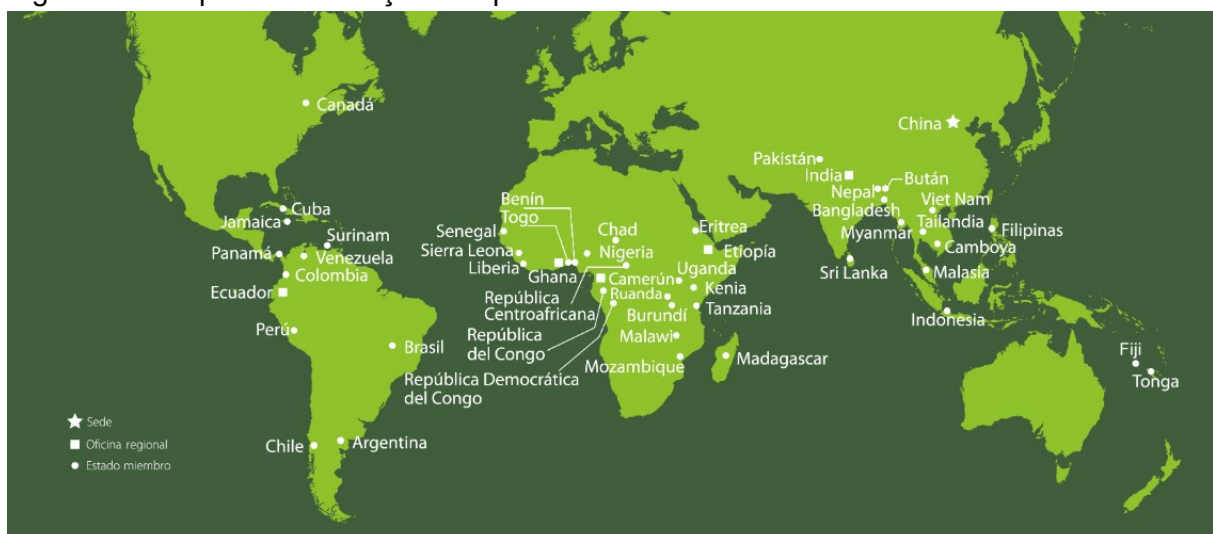 Canadá
China
Pakistán
India
Nepal
Bután
Bangladesh
Viet Nam
Myanmar
Tailandia
Filipinas
Camboya
Sri Lanka
Malasía
Indonesia
Cuba
Jamaica
Surinam
Panamá
Venezuela
Colombia
Ecuador
Perú
Brasil
Chile
Argentina
Benín
Togo
Senegal
Chad
Eritrea
Sierra Leona
Nigeria
Etiopía
Liberia
Ghana
Camerún
Uganda
República
Centroafricana
Ruanda
Kenia
Burundí
Tanzania
República
del Congo
Malawi
Mozambique
Madagascar
República Democrática
del Congo
Fiji
Tonga
Sede
Oficina regional
Estado miembro